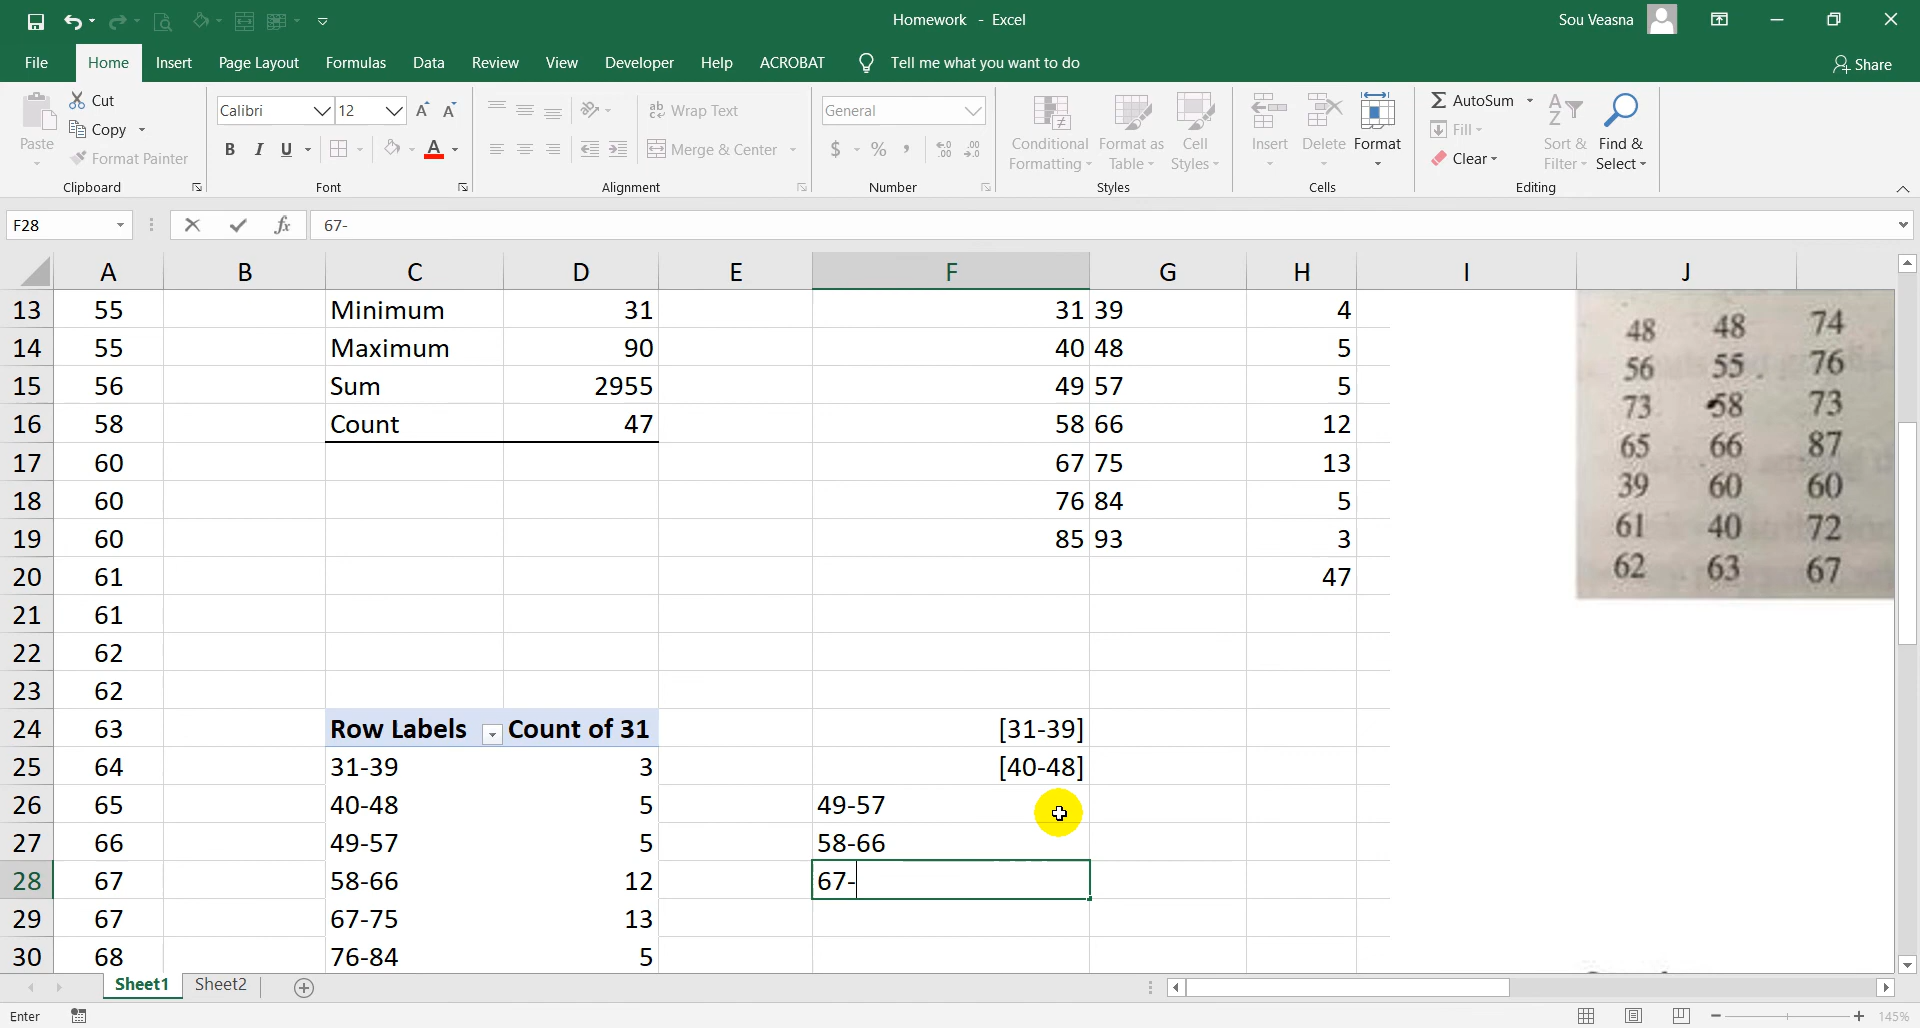 Homework - Excel
Sou Veasna
File Home Insert Page Layout Formulas Data Review View Developer Help ACROBAT Tell me what you want to do Share
Paste
Cut
Copy
Format Painter
Clipboard
Calibri 12
B I U A
Font
ab Wrap Text
Merge & Center
Alignment
General
$ % ,
Number
Conditional Formatting
Format as Table
Cell Styles
Styles
Insert Delete Format
Cells
AutoSum
Fill
Clear
Sort & Filter
Find & Select
Editing
F28 fx 67-
A B C D E F G H I J
13 55 Minimum 31 31 39 4
14 55 Maximum 90 40 48 5
15 56 Sum 2955 49 57 5
16 58 Count 47 58 66 12
17 60 67 75 13
18 60 76 84 5
19 60 85 93 3
20 61 47
21 61
22 62
23 62
24 63 Row Labels Count of 31 [31-39]
25 64 31-39 3 [40-48]
26 65 40-48 5 49-57
27 66 49-57 5 58-66
28 67 58-66 12 67-
29 67 67-75 13
30 68 76-84 5
48 48 74
56 55 76
73 58 73
65 66 87
39 60 60
61 40 72
62 63 67
Sheet1 Sheet2
Enter
145%